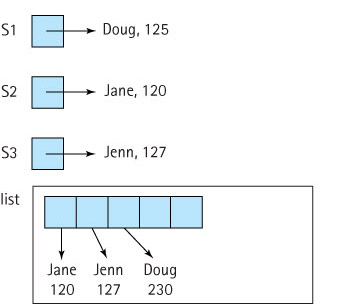 S1 Doug, 125
S2 Jane, 120
S3 Jenn, 127
list
Jane Jenn Doug
120 127 230